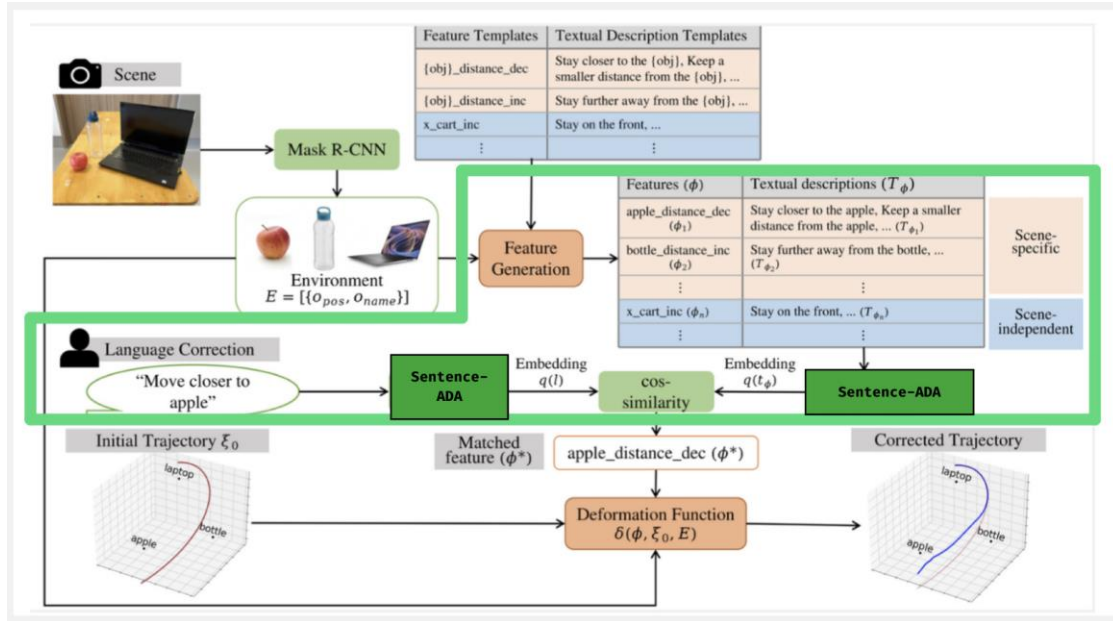 Feature Templates
Textual Description Templates
{obj}_distance_dec
Stay closer to the {obj}, Keep a
smaller distance from the {obj}, ...
{obj}_distance_inc
Stay further away from the {obj}, ...
x_cart_inc
Stay on the front, ...
⋮
⋮
Scene
Mask R-CNN
Environment
E = [{o_pos, o_name}]
Feature
Generation
Features (ϕ)
Textual descriptions (T_ϕ)
apple_distance_dec
(ϕ₁)
Stay closer to the apple, Keep a smaller
distance from the apple, ... (T_ϕ₁)
bottle_distance_inc
(ϕ₂)
Stay further away from the bottle, ...
(T_ϕ₂)
⋮
⋮
x_cart_inc (ϕₙ)
Stay on the front, ... (T_ϕₙ)
⋮
⋮
Scene-
specific
Scene-
independent
Language Correction
“Move closer to
apple”
Sentence-
ADA
Embedding
q(l)
cos-
similarity
Embedding
q(t_ϕ)
Sentence-ADA
Initial Trajectory ξ₀
laptop
bottle
apple
Matched
feature (ϕ*)
apple_distance_dec (ϕ*)
Deformation Function
δ(ϕ, ξ₀, E)
Corrected Trajectory
laptop
bottle
apple